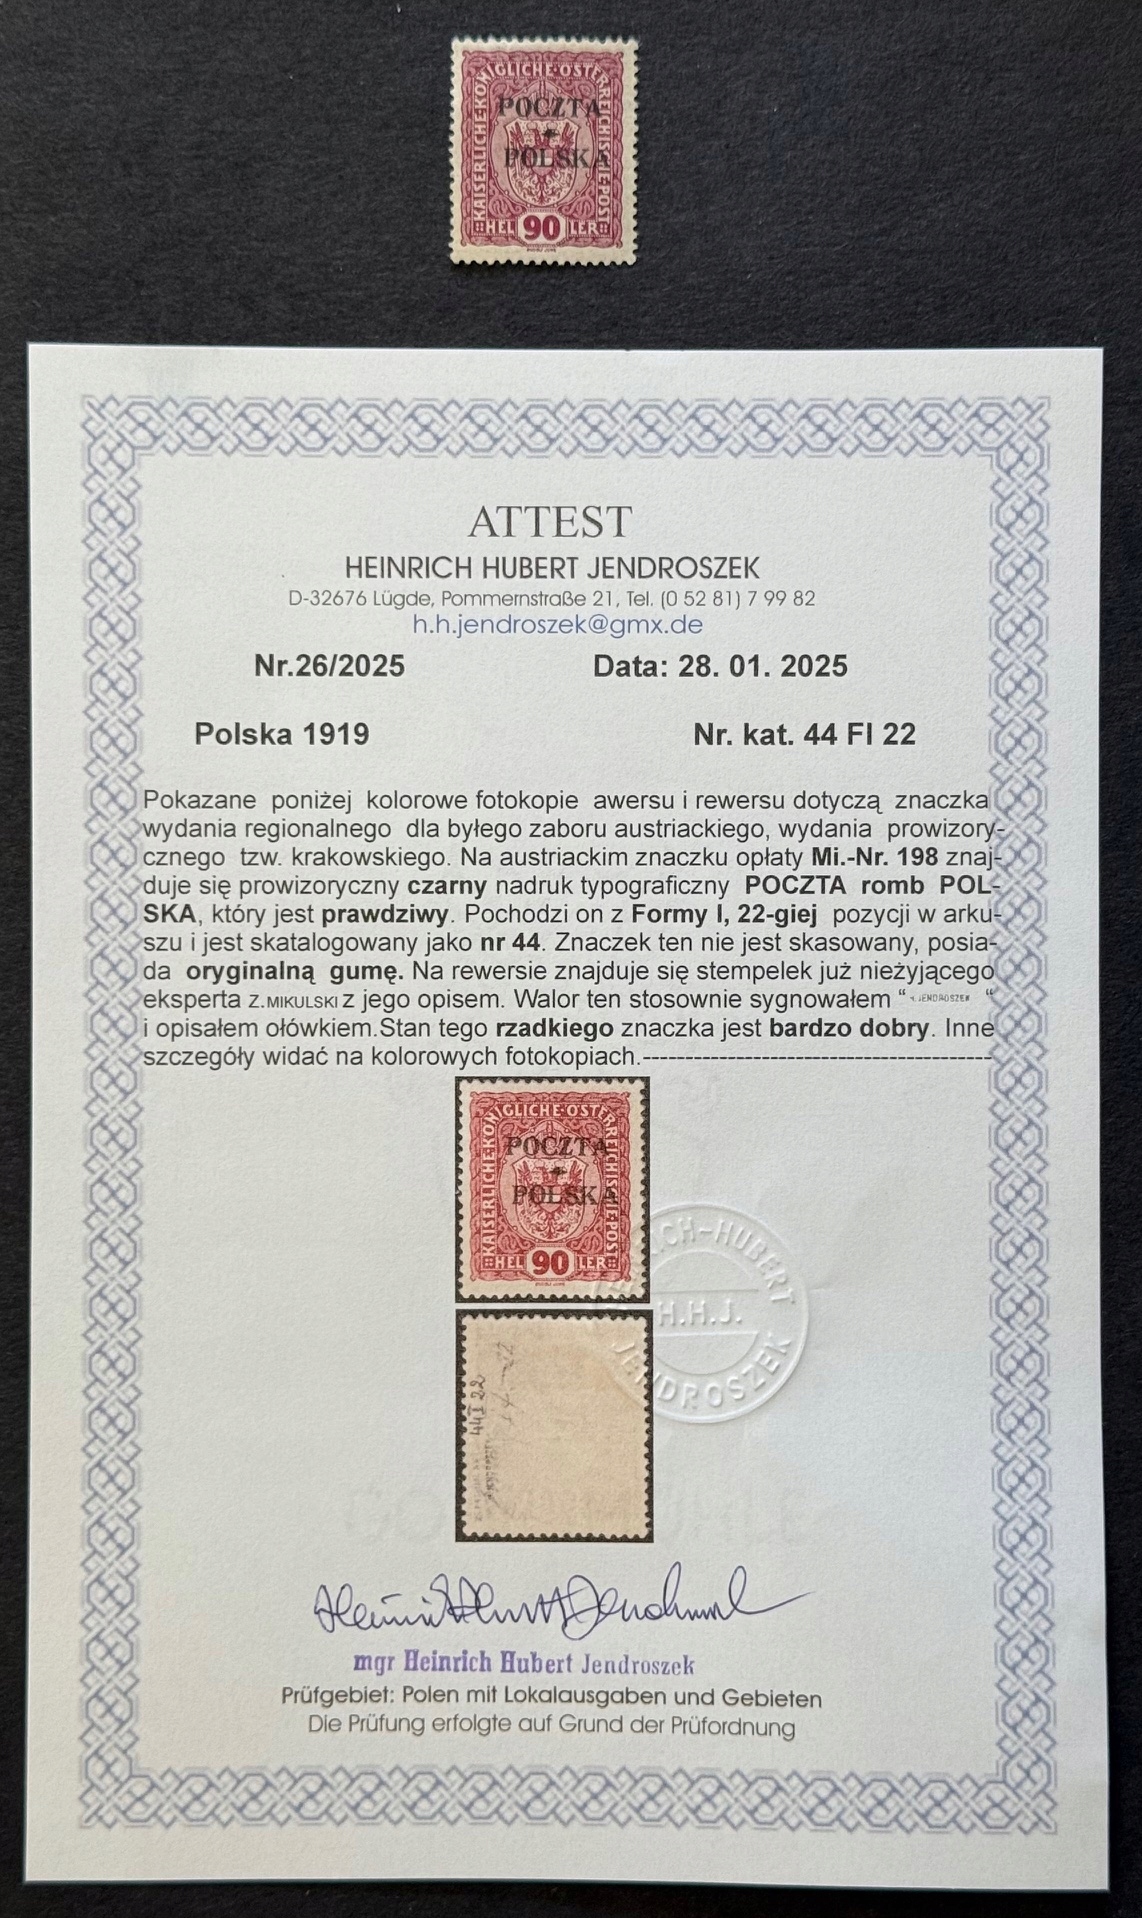 KAISERLICHE·KÖNIGLICHE·ÖSTERREICHISCHE·POST
POCZTA
POLSKA
HEL 90 LER
ATTEST
HEINRICH HUBERT JENDROSZEK
D-32676 Lügde, Pommernstraße 21, Tel. (0 52 81) 7 99 82
h.h.jendroszek@gmx.de
Nr.26/2025 Data: 28. 01. 2025
Polska 1919 Nr. kat. 44 FI 22
Pokazane poniżej kolorowe fotokopie awersu i rewersu dotyczą znaczka
wydania regionalnego dla byłego zaboru austriackiego, wydania prowizory-
cznego tzw. krakowskiego. Na austriackim znaczku opłaty Mi.-Nr. 198 znaj-
duje się prowizoryczny czarny nadruk typograficzny POCZTA romb POL-
SKA, który jest prawdziwy. Pochodzi on z Formy I, 22-giej pozycji w arku-
szu i jest skatalogowany jako nr 44. Znaczek ten nie jest skasowany, posia-
da oryginalną gumę. Na rewersie znajduje się stempelek już nieżyjącego
eksperta Z.MIKULSKI z jego opisem. Walor ten stosownie sygnowałem “ H. JENDROSZEK “
i opisałem ołówkiem.Stan tego rzadkiego znaczka jest bardzo dobry. Inne
szczegóły widać na kolorowych fotokopiach.-----------------------------------------
KAISERLICHE·KÖNIGLICHE·ÖSTERREICHISCHE·POST
POCZTA
POLSKA
HEL 90 LER
HEINRICH-HUBERT
H.H.J.
JENDROSZEK
44 I 22
mgr Heinrich Hubert Jendroszek
Prüfgebiet: Polen mit Lokalausgaben und Gebieten
Die Prüfung erfolgte auf Grund der Prüfordnung